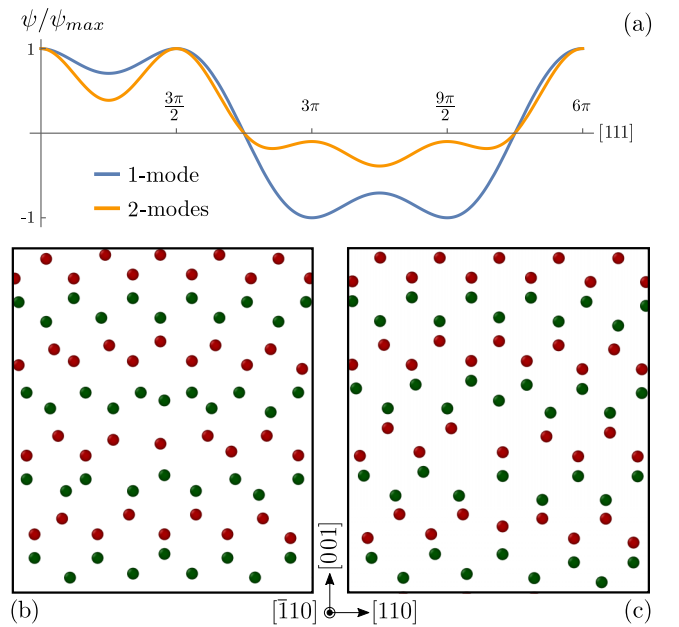 ψ/ψmax
(a)
1
3π/2
3π
9π/2
6π
[111]
1-mode
2-modes
-1
[001]
(b)
[1̅10]
[110]
(c)